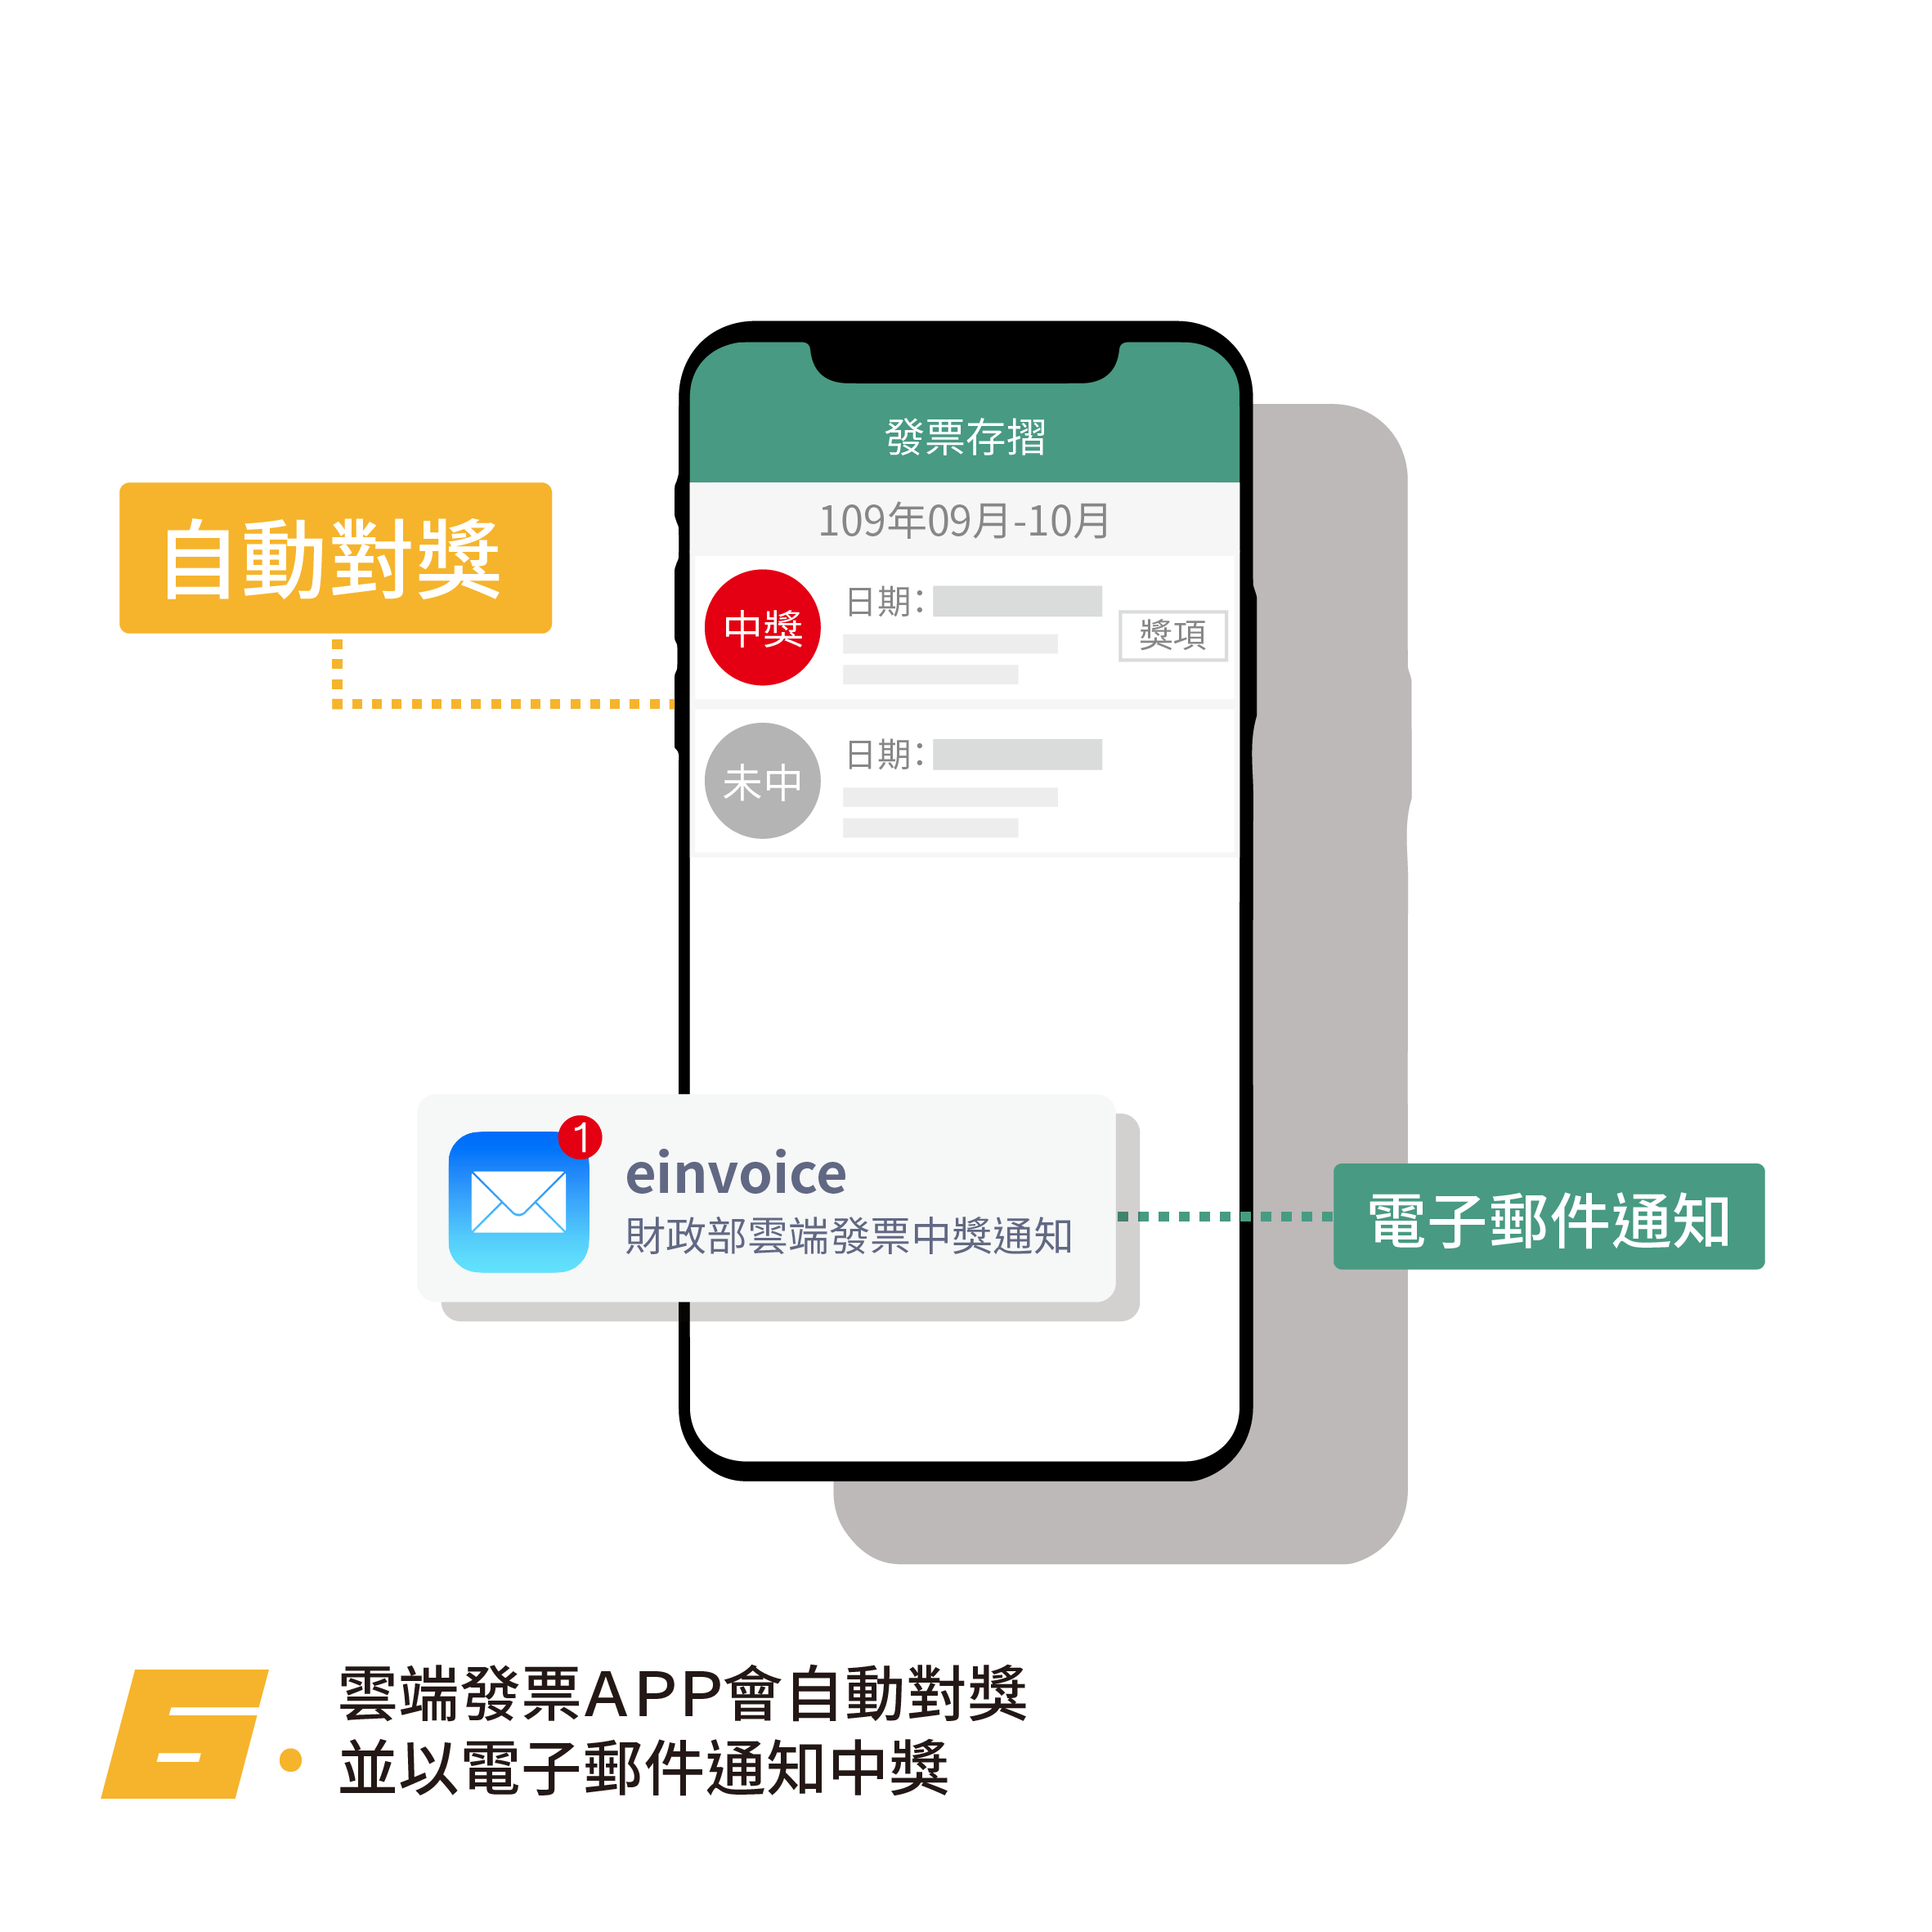 發票存摺
109年09月-10月
自動對獎
中獎
日期：
獎項
未中
日期：
1
einvoice
財政部雲端發票中獎通知
電子郵件通知
6.
雲端發票APP會自動對獎
並以電子郵件通知中獎